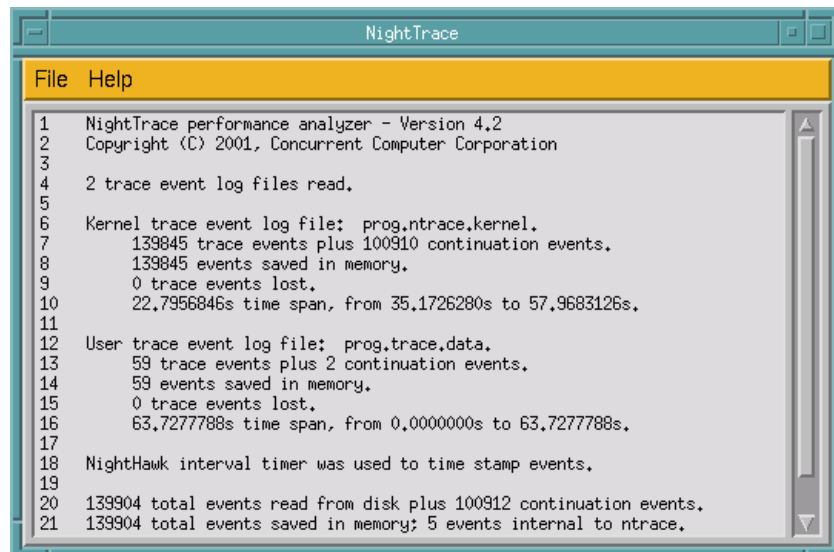 NightTrace
File Help
1 NightTrace performance analyzer - Version 4.2
2 Copyright (C) 2001, Concurrent Computer Corporation
3
4 2 trace event log files read.
5
6 Kernel trace event log file: prog.ntrace.kernel.
7 139845 trace events plus 100910 continuation events.
8 139845 events saved in memory.
9 0 trace events lost.
10 22.7956846s time span, from 35.1726280s to 57.9683126s.
11
12 User trace event log file: prog.trace.data.
13 59 trace events plus 2 continuation events.
14 59 events saved in memory.
15 0 trace events lost.
16 63.7277788s time span, from 0.0000000s to 63.7277788s.
17
18 NightHawk interval timer was used to time stamp events.
19
20 139904 total events read from disk plus 100912 continuation events.
21 139904 total events saved in memory; 5 events internal to ntrace.